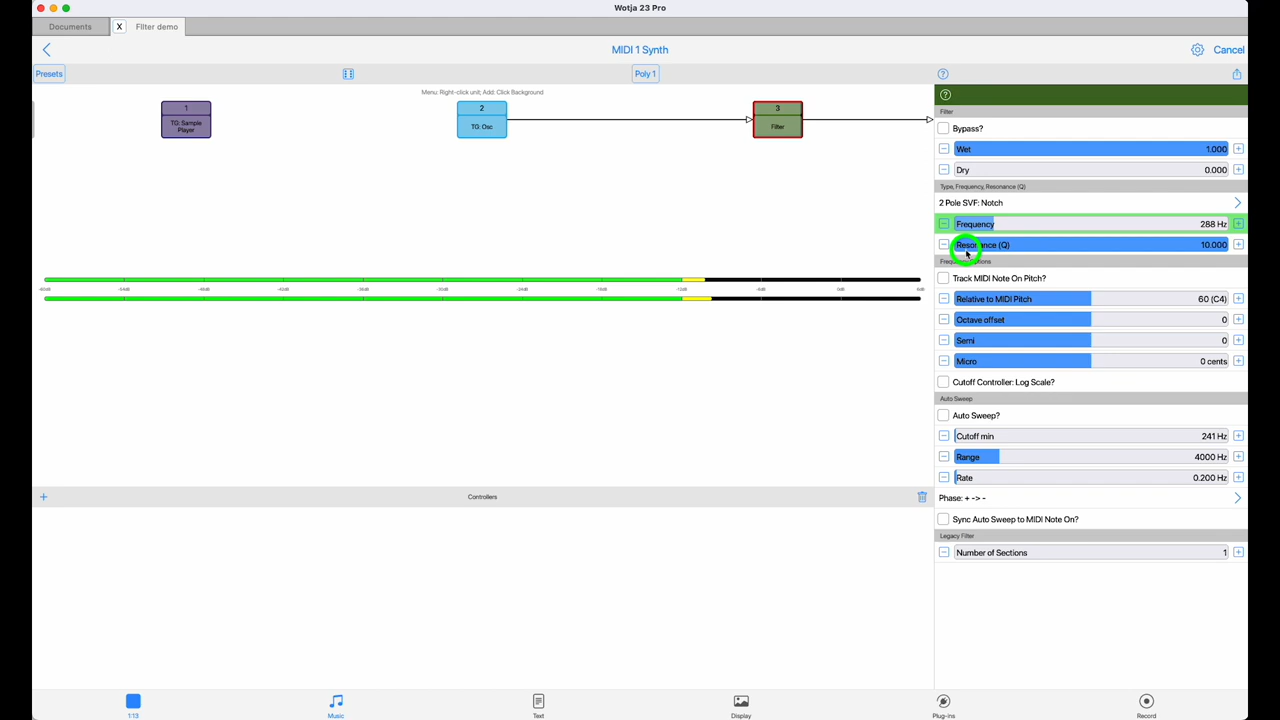 Wotja 23 Pro
Documents
X Filter demo
MIDI 1 Synth
Cancel
Presets
Poly 1
Menu: Right-click unit; Add: Click Background
1
TG: Sample
Player
2
TG: Osc
3
Filter
Filter
Bypass?
Wet 1.000
Dry 0.000
Type, Frequency, Resonance (Q)
2 Pole SVF: Notch
Frequency 288 Hz
Resonance (Q) 10.000
Track MIDI Note On Pitch?
Relative to MIDI Pitch 60 (C4)
Octave offset 0
Semi 0
Micro 0 cents
Cutoff Controller: Log Scale?
Auto Sweep
Auto Sweep?
Cutoff min 241 Hz
Range 4000 Hz
Rate 0.200 Hz
Phase: + -> -
Sync Auto Sweep to MIDI Note On?
Legacy Filter
Number of Sections 1
Controllers
1:13
Music
Text
Display
Plug-ins
Record